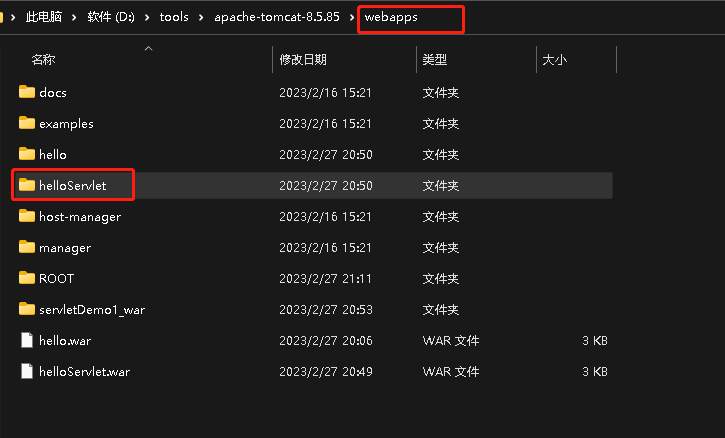 此电脑 > 软件 (D:) > tools > apache-tomcat-8.5.85 > webapps
名称 修改日期 类型 大小
docs 2023/2/16 15:21 文件夹
examples 2023/2/16 15:21 文件夹
hello 2023/2/27 20:50 文件夹
helloServlet 2023/2/27 20:50 文件夹
host-manager 2023/2/16 15:21 文件夹
manager 2023/2/16 15:21 文件夹
ROOT 2023/2/27 21:11 文件夹
servletDemo1_war 2023/2/27 20:53 文件夹
hello.war 2023/2/27 20:06 WAR 文件 3 KB
helloServlet.war 2023/2/27 20:49 WAR 文件 3 KB